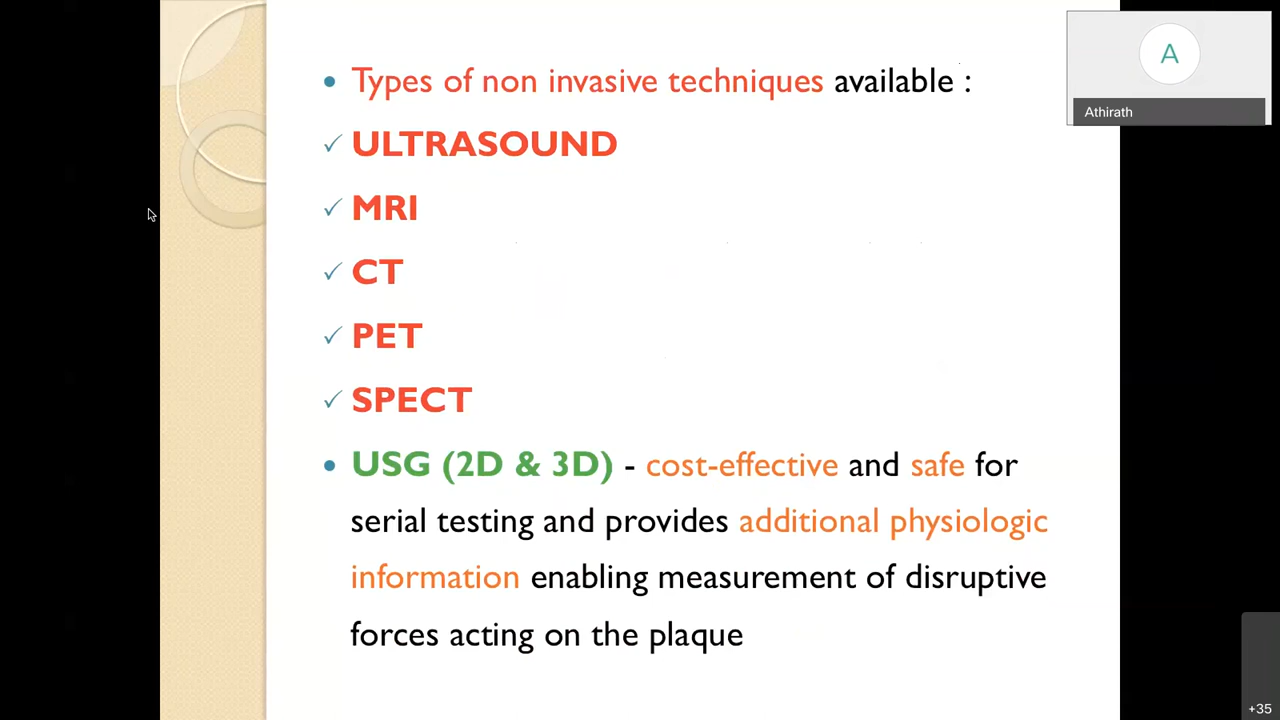 Types of non invasive techniques available :
ULTRASOUND
MRI
CT
PET
SPECT
USG (2D & 3D) - cost-effective and safe for
serial testing and provides additional physiologic
information enabling measurement of disruptive
forces acting on the plaque
A
Athirath
+35